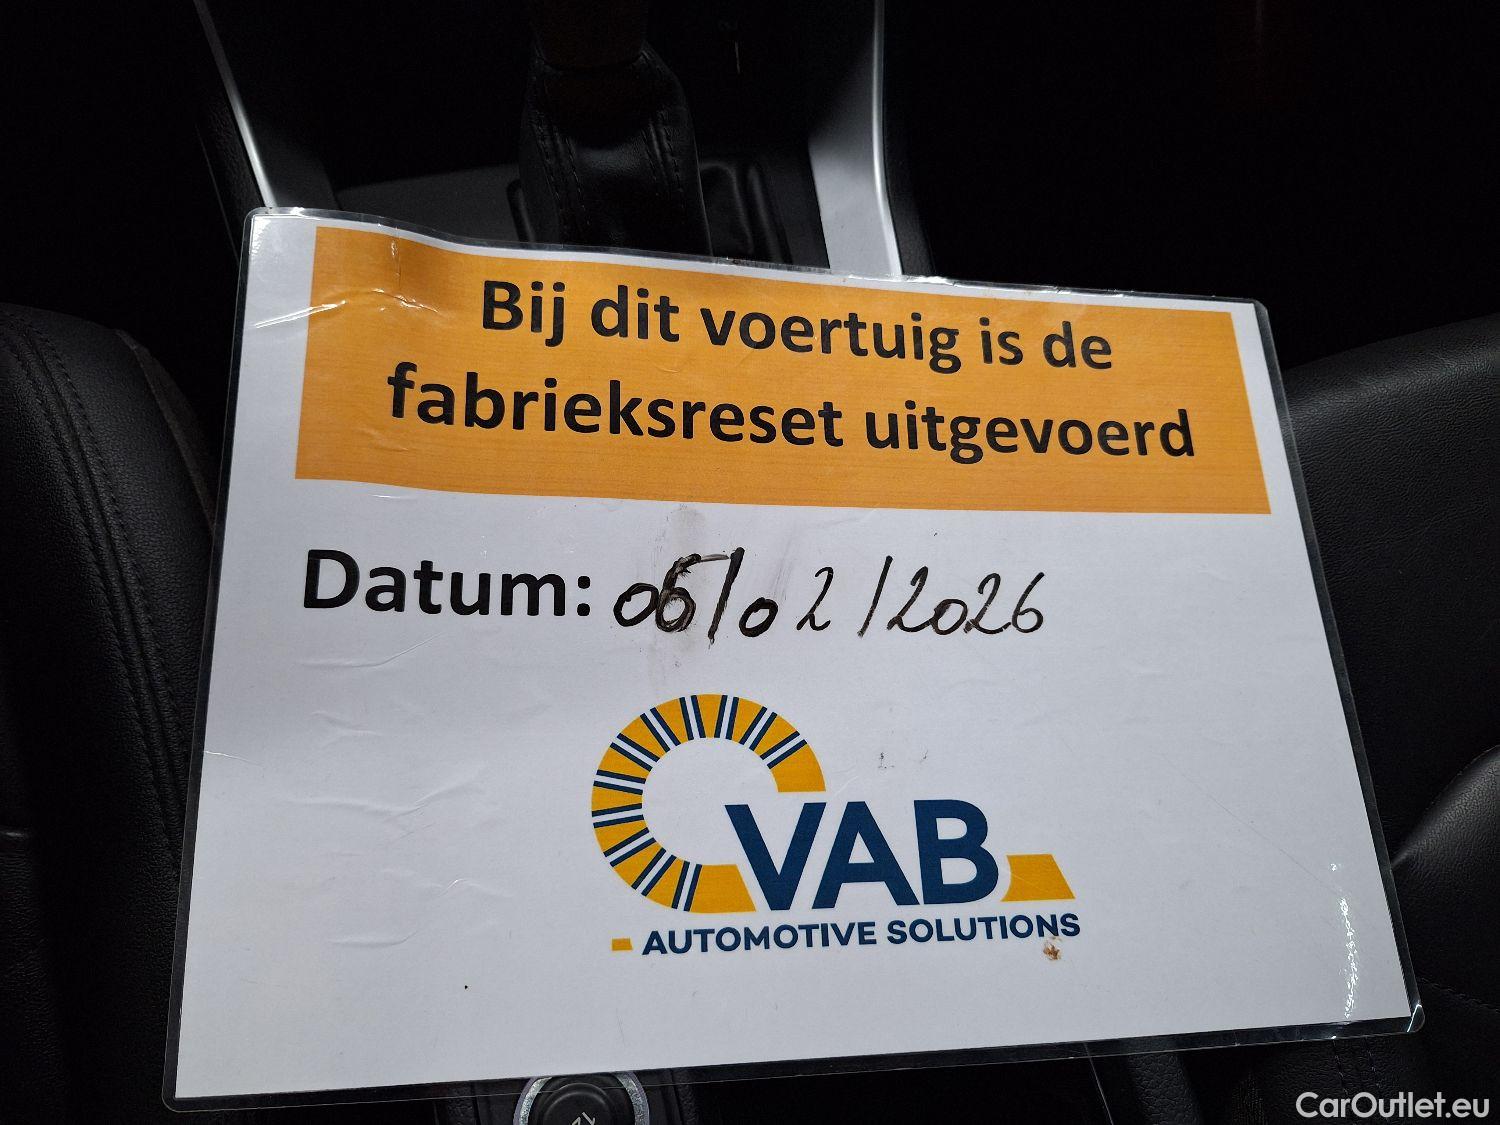 Bij dit voertuig is de
fabrieksreset uitgevoerd
Datum: 06/02/2026
VAB
AUTOMOTIVE SOLUTIONS
CarOutlet.eu